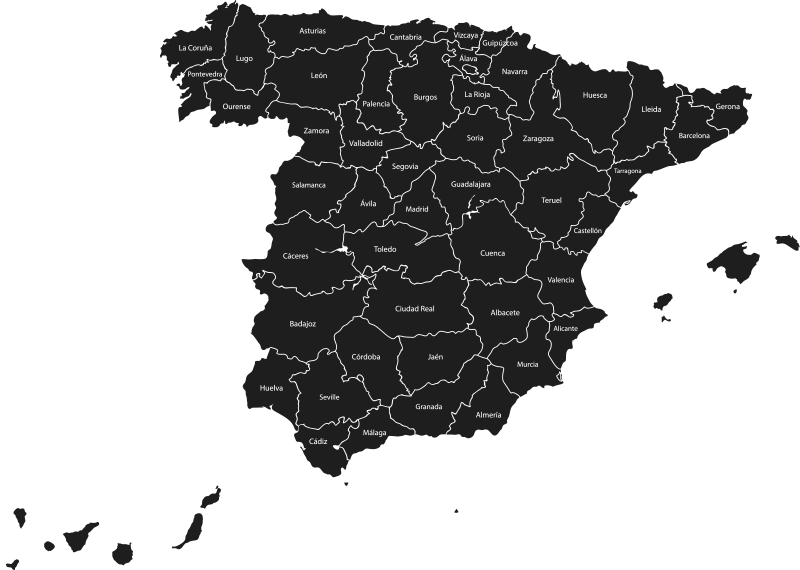 Asturias
Cantabria
Vizcaya
Guipúzcoa
La Coruña
Lugo
Álava
Navarra
Pontevedra
León
La Rioja
Huesca
Lleida
Gerona
Ourense
Palencia
Burgos
Barcelona
Zamora
Valladolid
Soria
Zaragoza
Segovia
Tarragona
Salamanca
Guadalajara
Ávila
Madrid
Teruel
Castellón
Cáceres
Toledo
Cuenca
Valencia
Badajoz
Ciudad Real
Albacete
Alicante
Córdoba
Jaén
Murcia
Huelva
Seville
Granada
Almería
Cádiz
Málaga